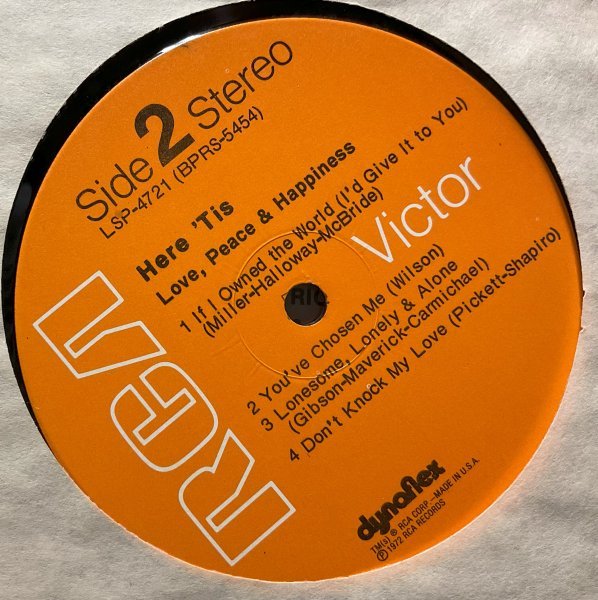 Side 2 Stereo
LSP-4721 (BPRS-5454)
Here 'Tis
Love, Peace & Happiness
1 If I Owned the World (I'd Give It to You)
(Miller-Halloway-McBride)
RCA Victor
2 You've Chosen Me (Wilson)
3 Lonesome, Lonely & Alone
(Gibson-Maverick-Carmichael)
4 Don't Knock My Love (Pickett-Shapiro)
dynaflex
TM(s) ® RCA CORP.—MADE IN U.S.A.
℗ 1972 RCA RECORDS